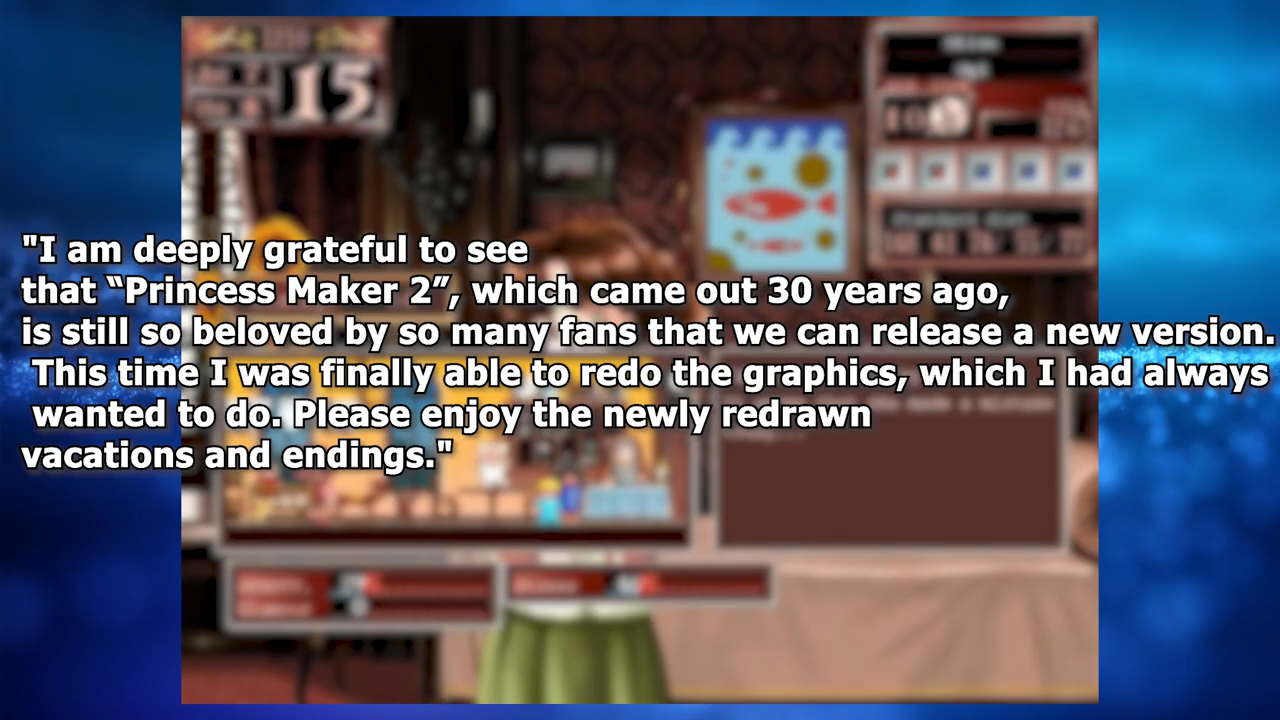 15
"I am deeply grateful to see
that “Princess Maker 2”, which came out 30 years ago,
is still so beloved by so many fans that we can release a new version.
This time I was finally able to redo the graphics, which I had always
wanted to do. Please enjoy the newly redrawn
vacations and endings."